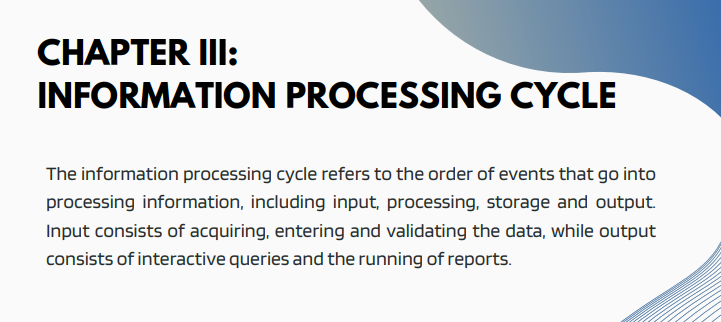 CHAPTER III:
INFORMATION PROCESSING CYCLE
The information processing cycle refers to the order of events that go into
processing information, including input, processing, storage and output.
Input consists of acquiring, entering and validating the data, while output
consists of interactive queries and the running of reports.